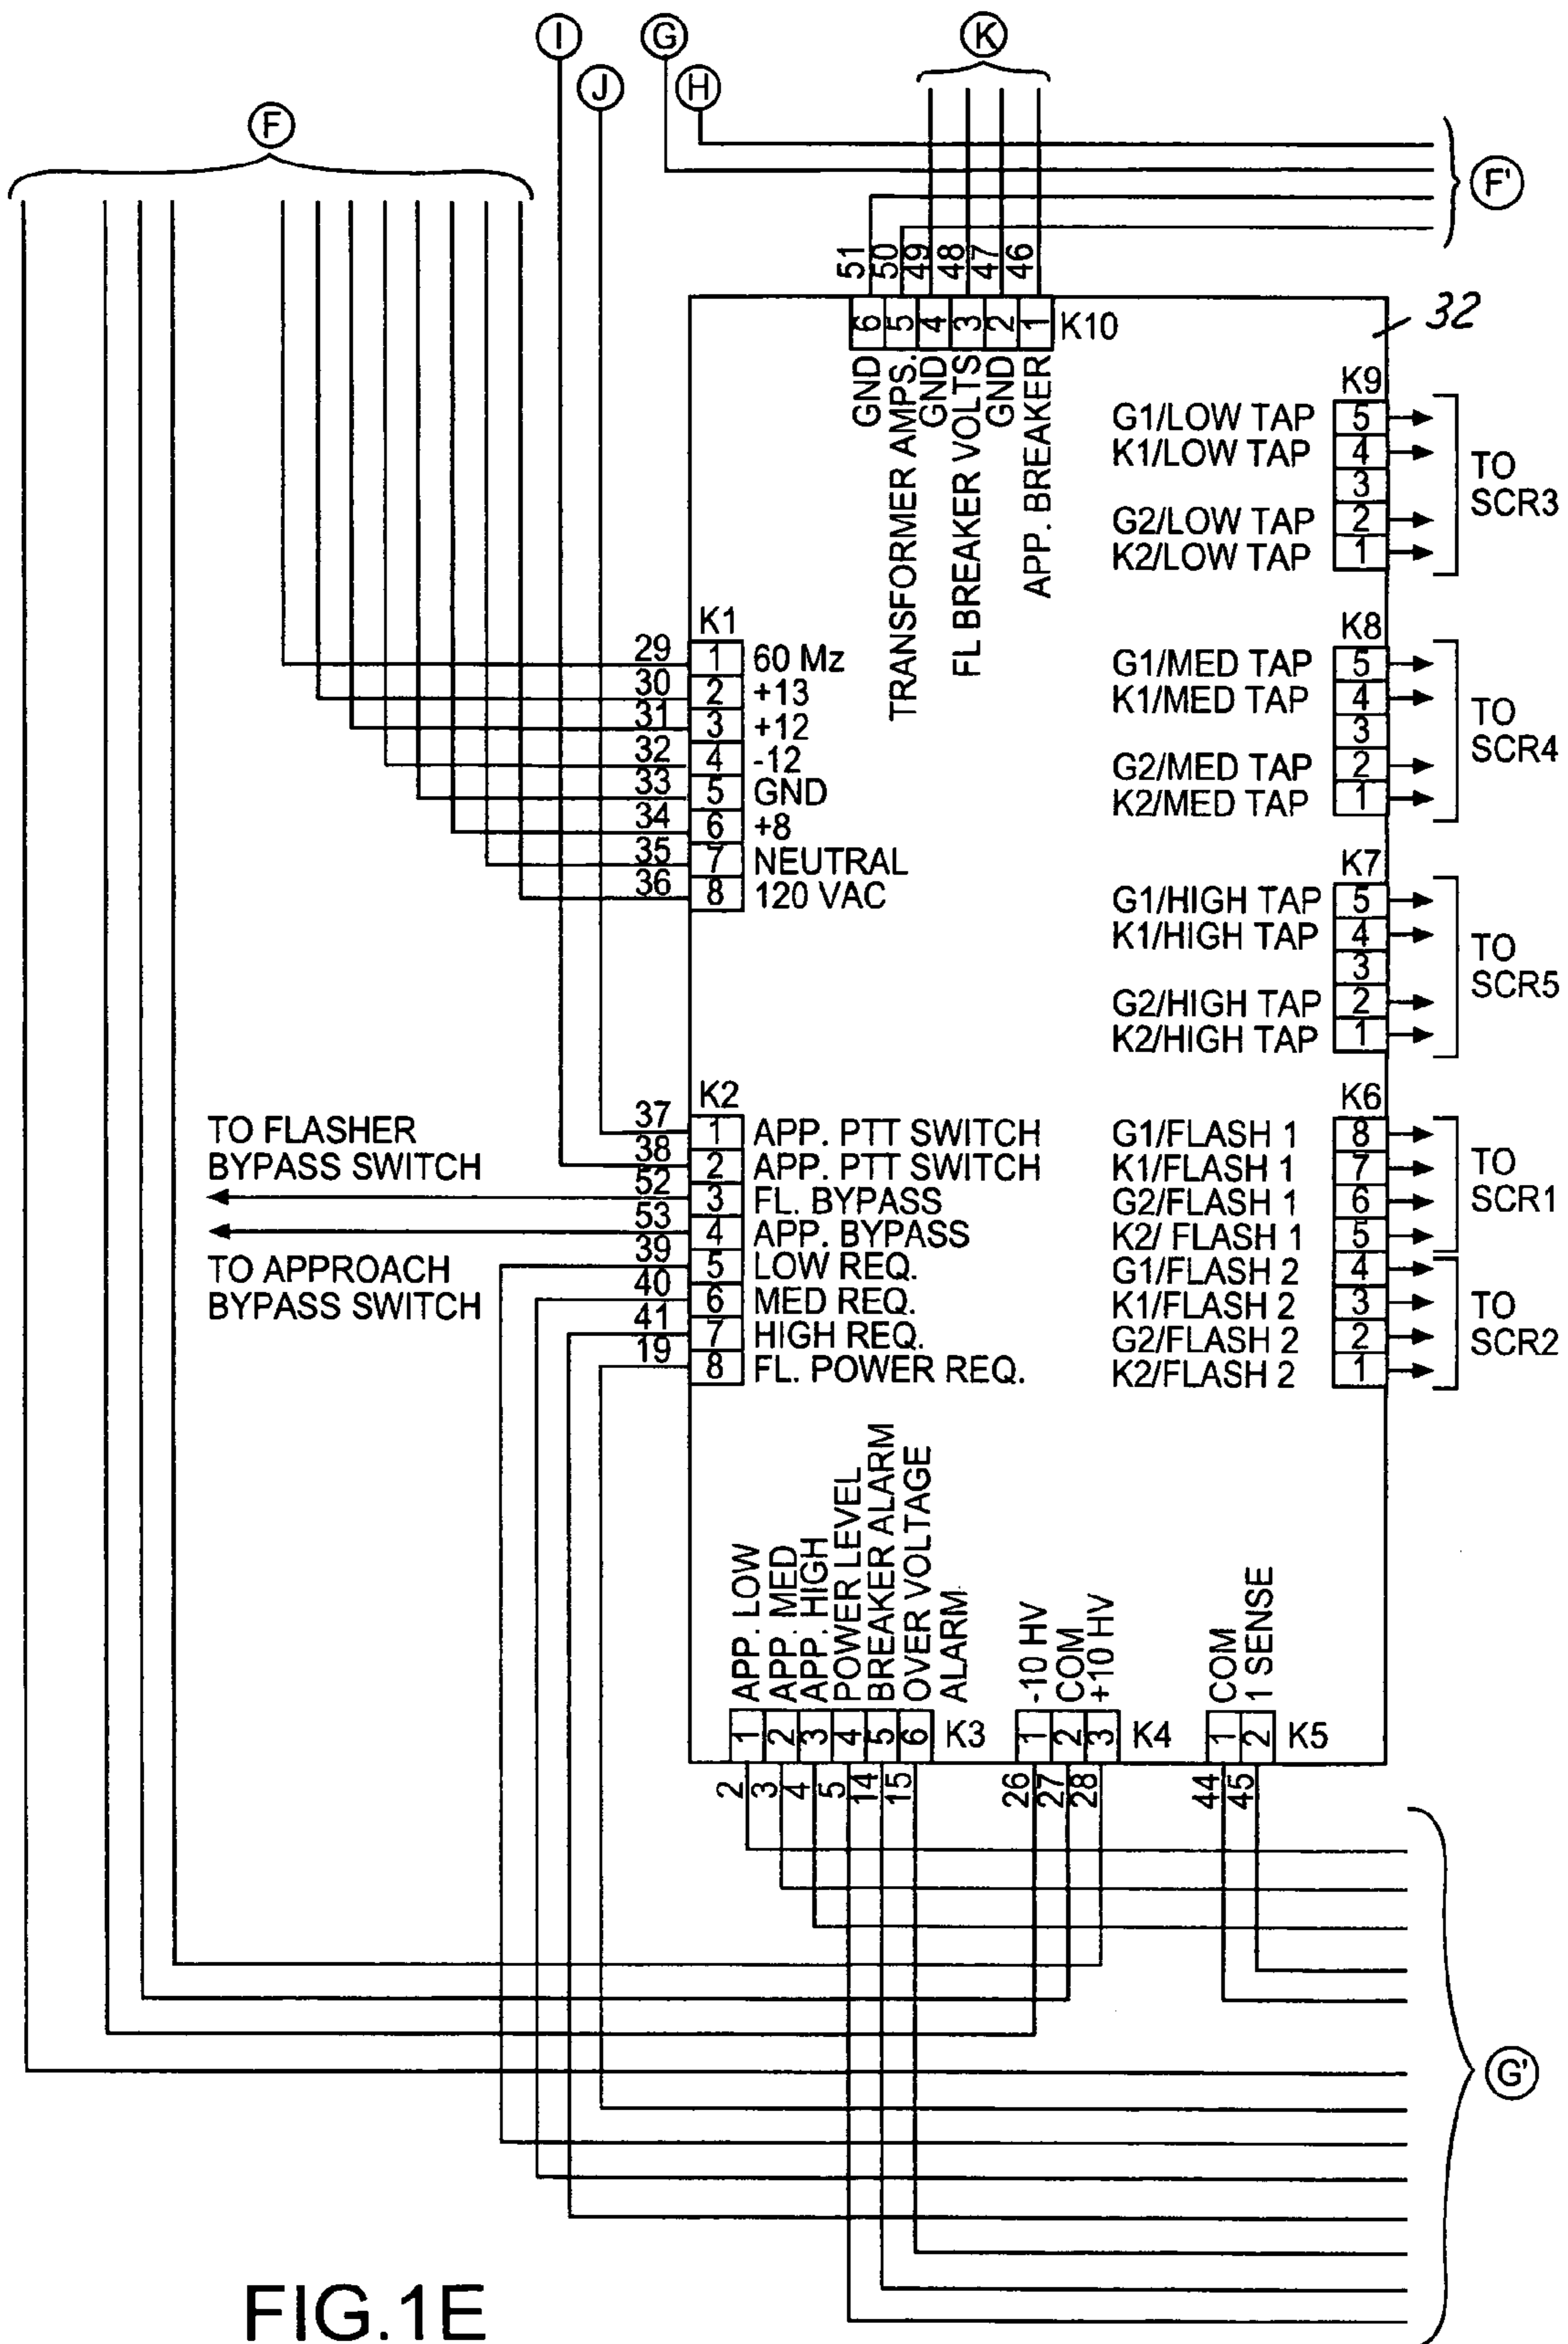 I
G
K
J
H
F
F'
51
50
49
48
47
46
32
6
5
4
3
2
1
K10
GND
TRANSFORMER AMPS.
GND
FL BREAKER VOLTS
GND
APP. BREAKER
K9
G1/LOW TAP 5
K1/LOW TAP 4
3
G2/LOW TAP 2
K2/LOW TAP 1
TO
SCR3
K8
G1/MED TAP 5
K1/MED TAP 4
3
G2/MED TAP 2
K2/MED TAP 1
TO
SCR4
K7
G1/HIGH TAP 5
K1/HIGH TAP 4
3
G2/HIGH TAP 2
K2/HIGH TAP 1
TO
SCR5
K1
29 1 60 Mz
30 2 +13
31 3 +12
32 4 -12
33 5 GND
34 6 +8
35 7 NEUTRAL
36 8 120 VAC
K2
37 1 APP. PTT SWITCH
38 2 APP. PTT SWITCH
52 3 FL. BYPASS
53 4 APP. BYPASS
39 5 LOW REQ.
40 6 MED REQ.
41 7 HIGH REQ.
19 8 FL. POWER REQ.
TO FLASHER
BYPASS SWITCH
TO APPROACH
BYPASS SWITCH
K6
G1/FLASH 1 8
K1/FLASH 1 7
G2/FLASH 1 6
K2/ FLASH 1 5
G1/FLASH 2 4
K1/FLASH 2 3
G2/FLASH 2 2
K2/FLASH 2 1
TO
SCR1
TO
SCR2
APP. LOW
APP. MED
APP. HIGH
POWER LEVEL
BREAKER ALARM
OVER VOLTAGE
ALARM
1
2
3
4
5
6
K3
2
3
4
5
14
15
-10 HV
COM
+10 HV
1
2
3
K4
26
27
28
COM
1 SENSE
1
2
K5
44
45
G'
FIG.1E